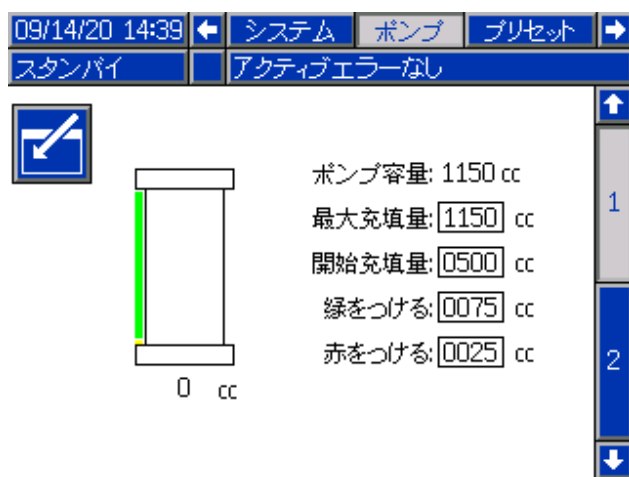 09/14/20 14:39 システム ポンプ プリセット
スタンバイ アクティブエラーなし
ポンプ容量: 1150 cc
最大充填量: 1150 cc
開始充填量: 0500 cc
緑をつける: 0075 cc
赤をつける: 0025 cc
0 cc
1
2